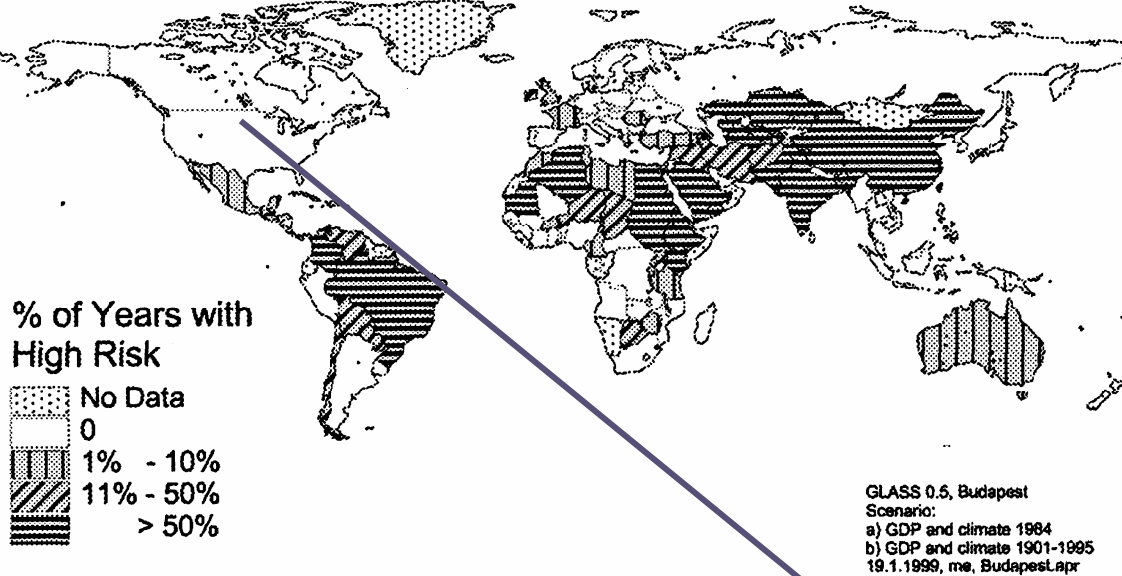 % of Years with
High Risk
No Data
0
1% - 10%
11% - 50%
> 50%
GLASS 0.5, Budapest
Scenario:
a) GDP and climate 1984
b) GDP and climate 1901-1995
19.1.1999, me, Budapest.apr